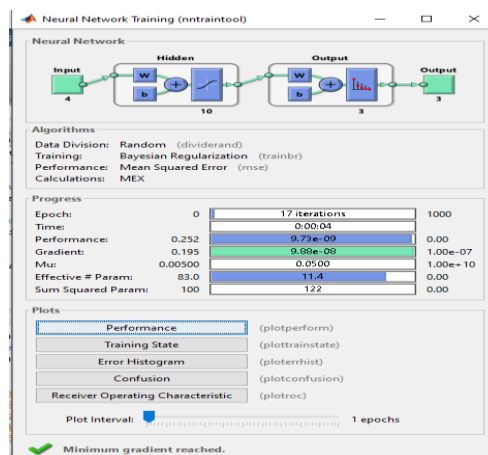 Neural Network Training (nntraintool)
Neural Network
Hidden Output
Input Output
W W
b b
4 10 3 3
Algorithms
Data Division: Random (dividerand)
Training: Bayesian Regularization (trainbr)
Performance: Mean Squared Error (mse)
Calculations: MEX
Progress
Epoch: 0 17 iterations 1000
Time: 0:00:04
Performance: 0.252 9.73e-09 0.00
Gradient: 0.195 9.88e-08 1.00e-07
Mu: 0.00500 0.0500 1.00e+10
Effective # Param: 83.0 11.4 0.00
Sum Squared Param: 100 122 0.00
Plots
Performance (plotperform)
Training State (plottrainstate)
Error Histogram (ploterrhist)
Confusion (plotconfusion)
Receiver Operating Characteristic (plotroc)
Plot Interval: 1 epochs
Minimum gradient reached.